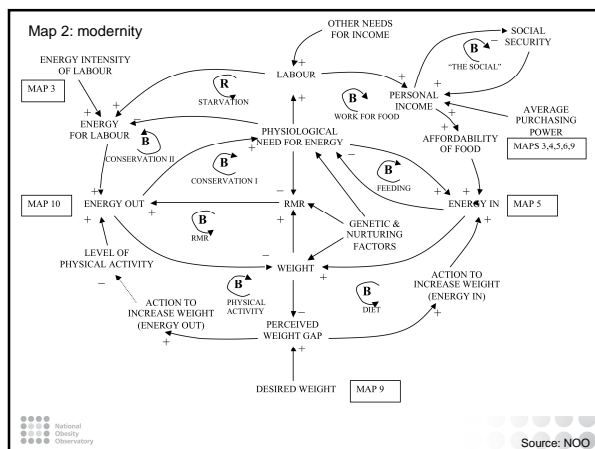 Map 2: modernity
OTHER NEEDS
FOR INCOME
SOCIAL
SECURITY
B
–
+
"THE SOCIAL"
ENERGY INTENSITY
OF LABOUR
MAP 3
LABOUR
+
R
STARVATION
+
+
–
ENERGY
FOR LABOUR
B
CONSERVATION II
B
WORK FOR FOOD
+
+
PERSONAL
INCOME
+
+
AVERAGE
PURCHASING
POWER
MAPS 3,4,5,6,9
+
AFFORDABILITY
OF FOOD
+
PHYSIOLOGICAL
NEED FOR ENERGY
+
–
B
CONSERVATION I
B
FEEDING
MAP 10
+
ENERGY OUT
+
+
–
RMR
+
+
+
ENERGY IN
+
MAP 5
B
RMR
GENETIC &
NURTURING
FACTORS
LEVEL OF
PHYSICAL ACTIVITY
–
+
–
WEIGHT
+
ACTION TO
INCREASE WEIGHT
(ENERGY OUT)
+
B
PHYSICAL
ACTIVITY
B
DIET
ACTION TO
INCREASE WEIGHT
(ENERGY IN)
+
–
PERCEIVED
WEIGHT GAP
+
DESIRED WEIGHT
MAP 9
National
Obesity
Observatory
Source: NOO